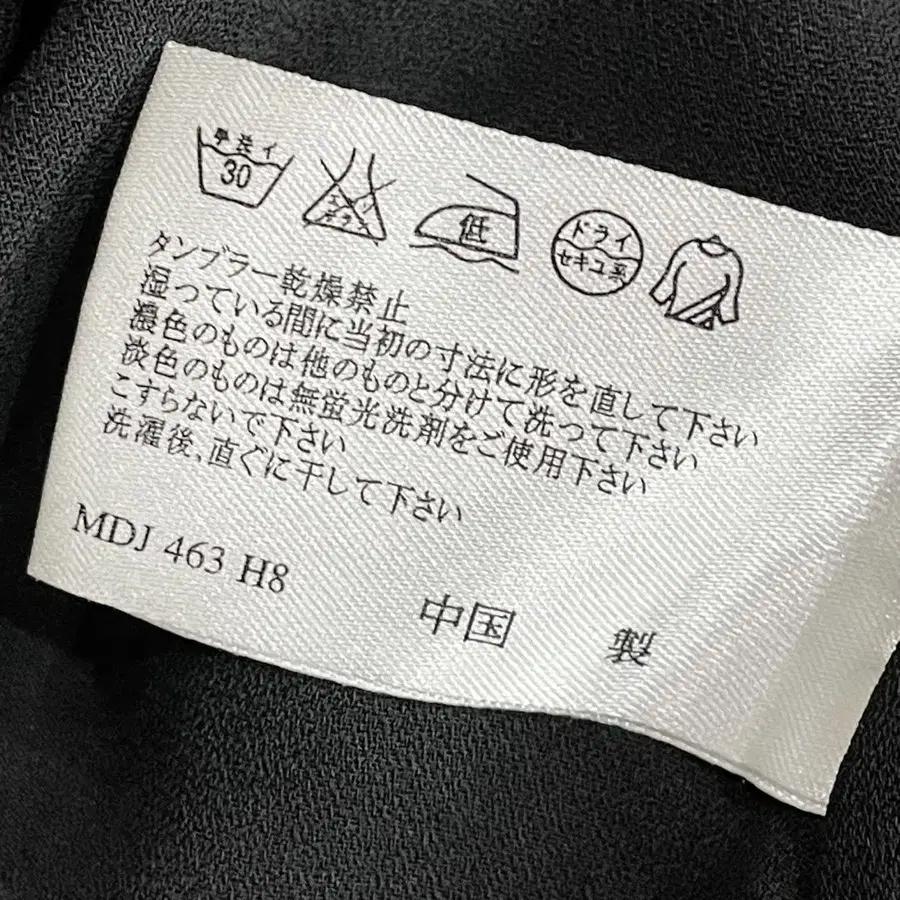 手洗イ
30
エンソ
サラシ
低
ドライ
セキユ系
タンブラー乾燥禁止
湿っている間に当初の寸法に形を直して下さい
濃色のものは他のものと分けて洗って下さい
淡色のものは無蛍光洗剤をご使用下さい
こすらないで下さい
洗濯後、直ぐに干して下さい
MDJ 463 H8
中国 製